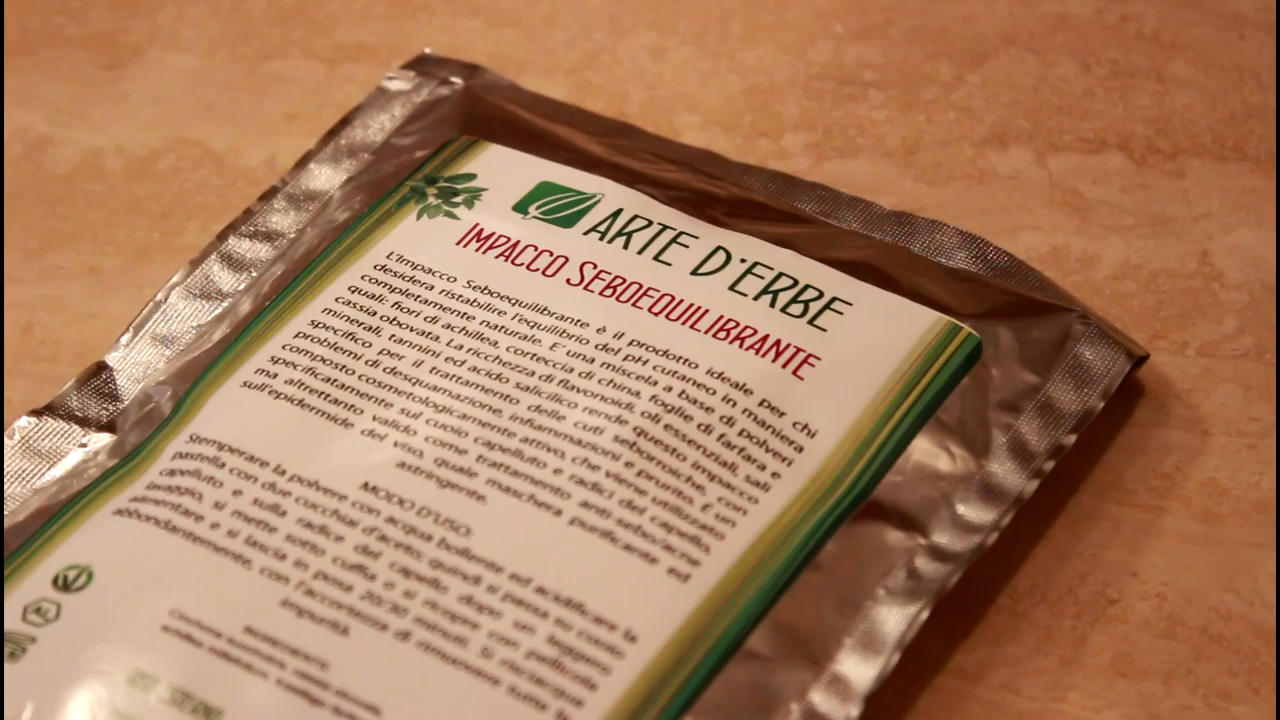 ARTE D'ERBE
IMPACCO SEBOEQUILIBRANTE
L'Impacco Seboequilibrante è il prodotto ideale per chi
desidera ristabilire l'equilibrio del pH cutaneo in maniera
completamente naturale. E' una miscela a base di polveri
quali: fiori di achillea, corteccia di china, foglie di farfara e
cassia obovata. La ricchezza di flavonoidi, oli essenziali, sali
minerali, tannini ed acido salicilico rende questo impacco
specifico per il trattamento delle cuti seborroiche, con
problemi di desquamazione, infiammazioni e prurito. E' un
composto cosmetologicamente attivo, che viene utilizzato
specificatamente sul cuoio capelluto e radici del capello,
ma altrettanto valido come trattamento anti-sebo/acne
sull'epidermide del viso, quale maschera purificante ed
astringente.
MODO D'USO:
Stemperare la polvere con acqua bollente ed acidificare la
pastella con due cucchiai d'aceto; quindi si passa su cuoio
capelluto e sulla radice del capello dopo un leggero
lavaggio, si mette sotto cuffia o si ricopre con pellicola
alimentare e si lascia in posa 20/30 minuti. Si risciacqua
abbondantemente, con l'accortezza di rimuovere tutte le
impurità.
AL